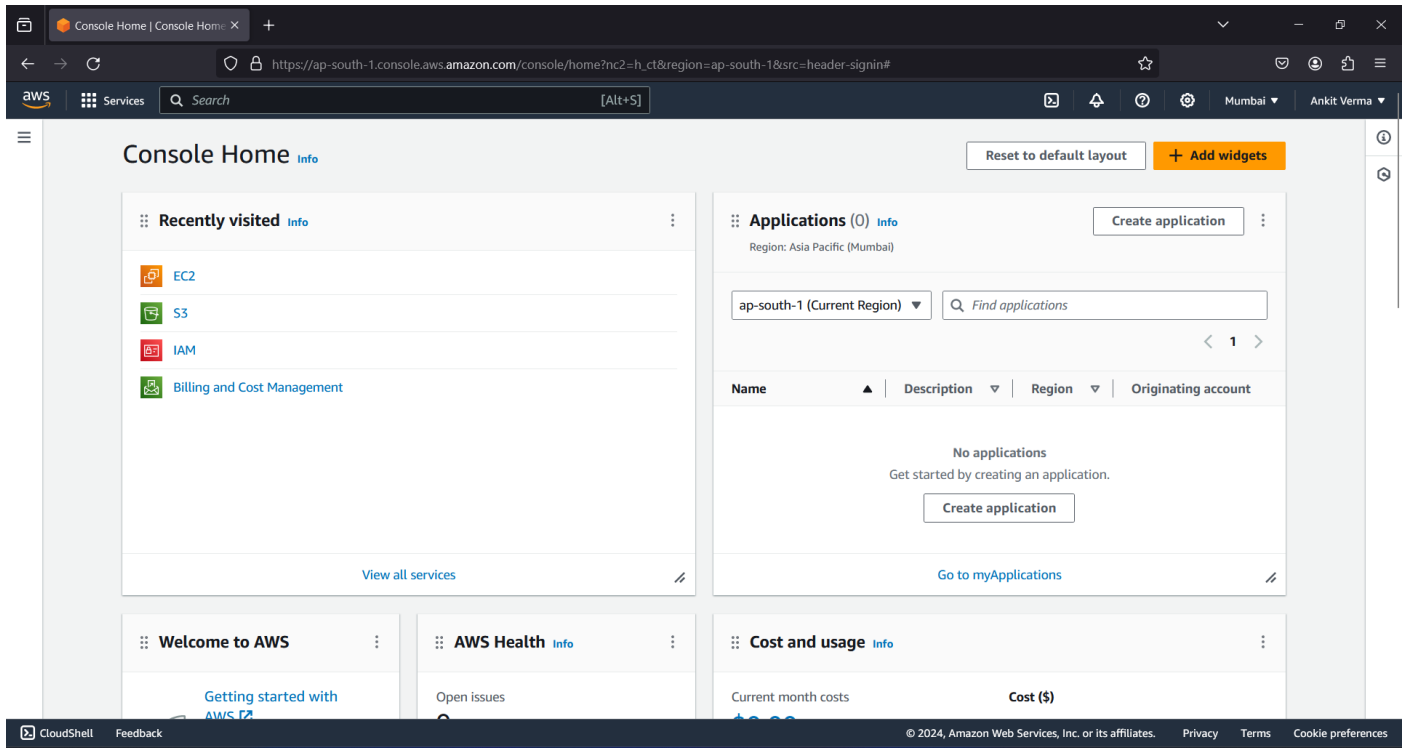 Console Home | Console Home
https://ap-south-1.console.aws.amazon.com/console/home?nc2=h_ct&region=ap-south-1&src=header-signin#
aws Services Search [Alt+S] Mumbai Ankit Verma
Console Home Info
Reset to default layout
Add widgets
Recently visited Info
EC2
S3
IAM
Billing and Cost Management
View all services
Applications (0) Info
Create application
Region: Asia Pacific (Mumbai)
ap-south-1 (Current Region)
Find applications
1
Name Description Region Originating account
No applications
Get started by creating an application.
Create application
Go to myApplications
Welcome to AWS
Getting started with
AWS
AWS Health Info
Open issues
Cost and usage Info
Current month costs
Cost ($)
CloudShell Feedback © 2024, Amazon Web Services, Inc. or its affiliates. Privacy Terms Cookie preferences